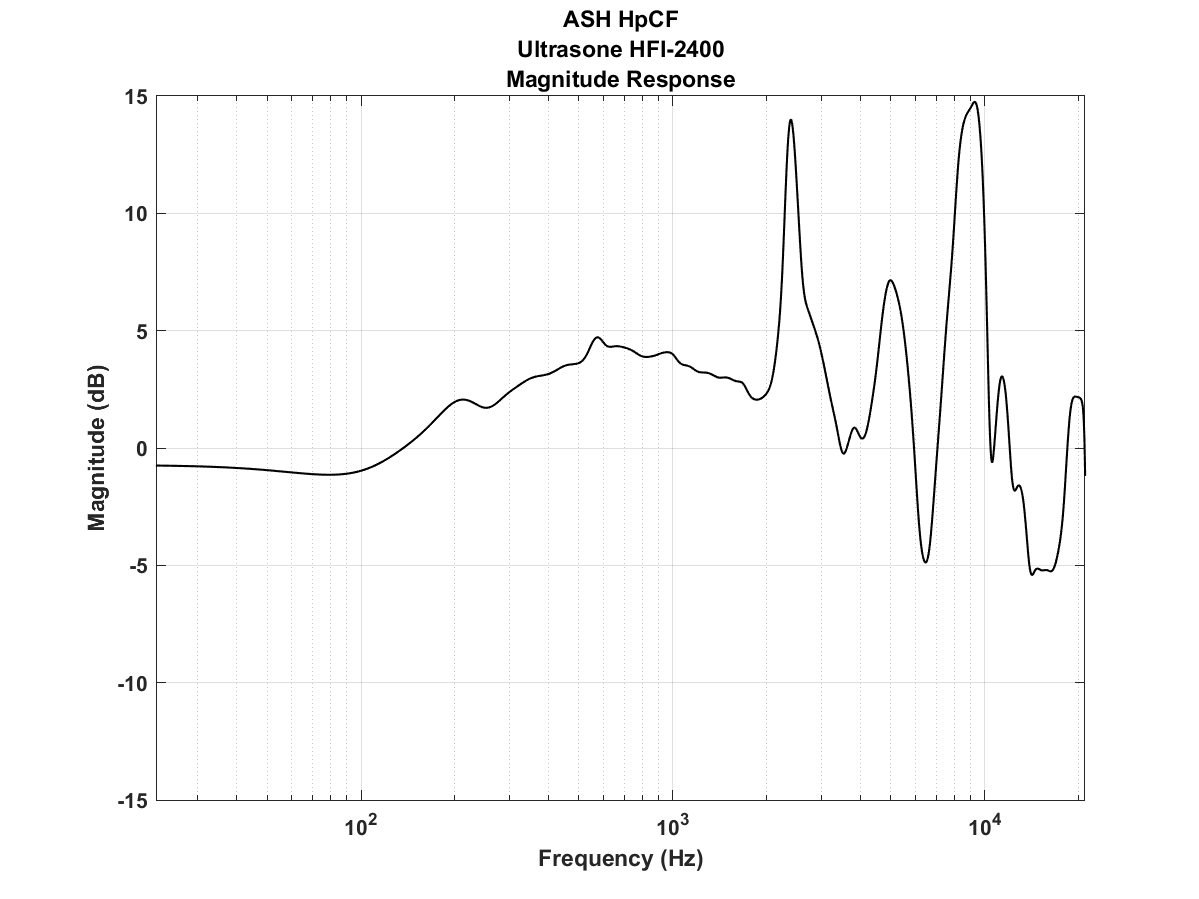 ASH HpCF
Ultrasone HFI-2400
Magnitude Response
15
10
5
0
-5
-10
-15
Magnitude (dB)
10^2
10^3
10^4
Frequency (Hz)